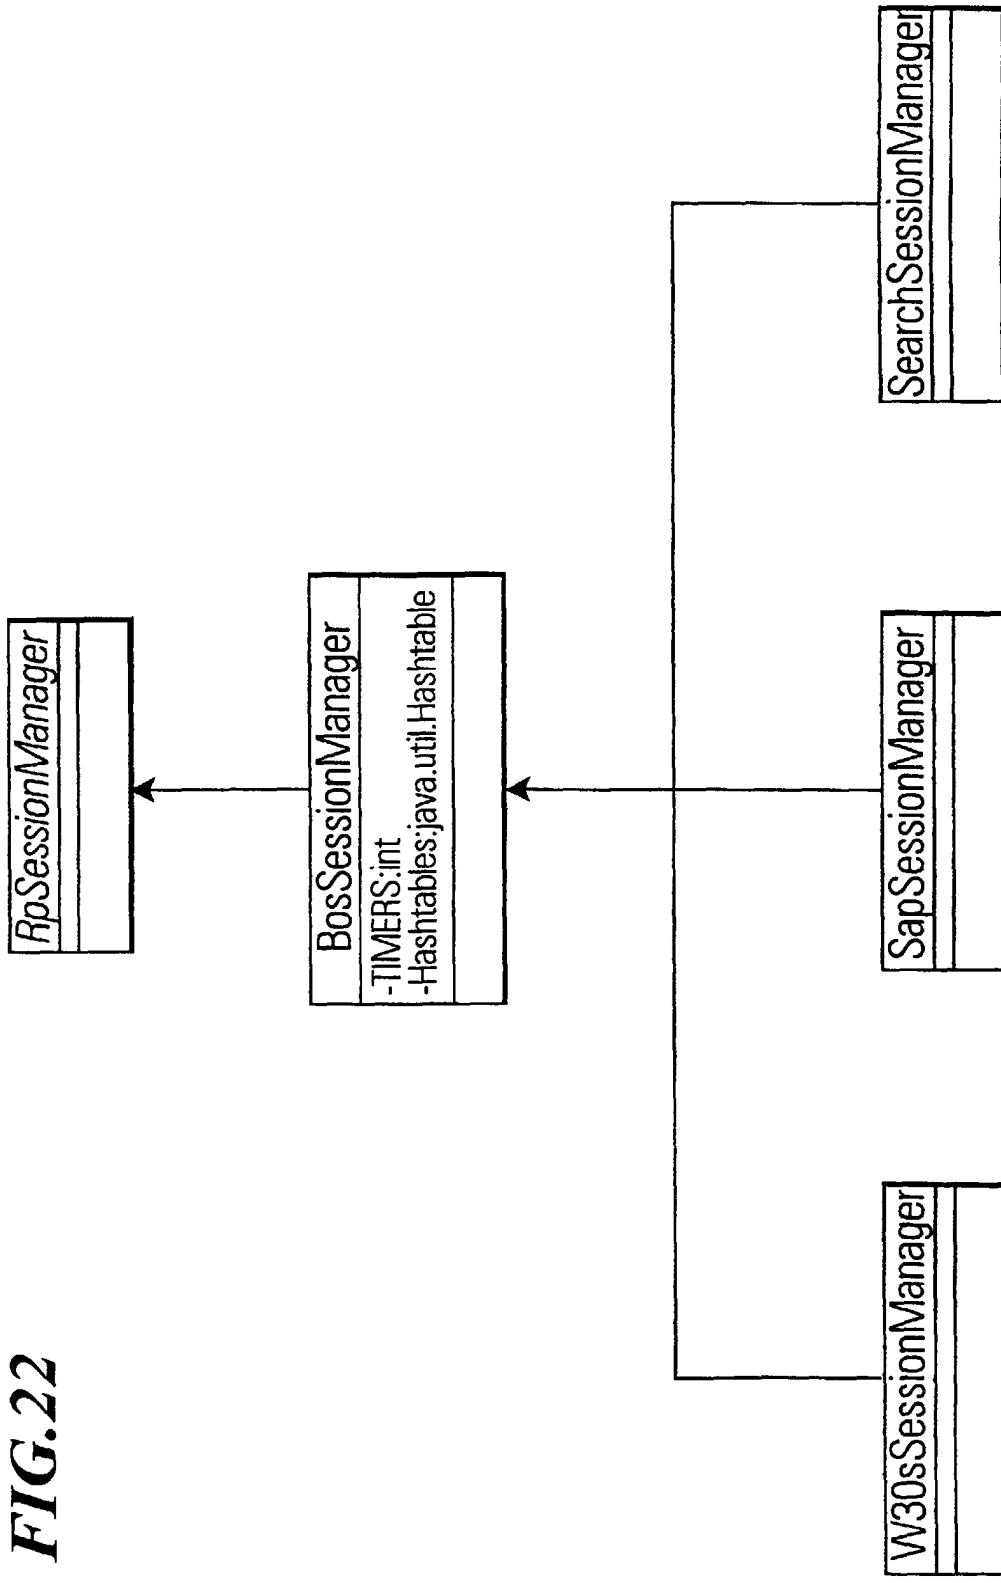 FIG.22
RpSessionManager
BosSessionManager
-TIMERS:int
-Hashtables:java.util.Hashtable
W30sSessionManager
SapSessionManager
SearchSessionManager